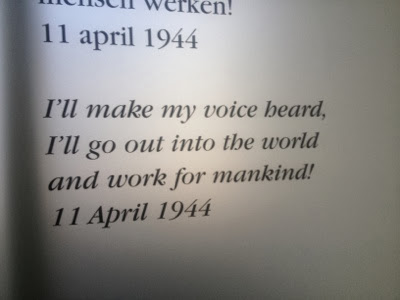 mensch werken!
11 april 1944
I'll make my voice heard,
I'll go out into the world
and work for mankind!
11 April 1944